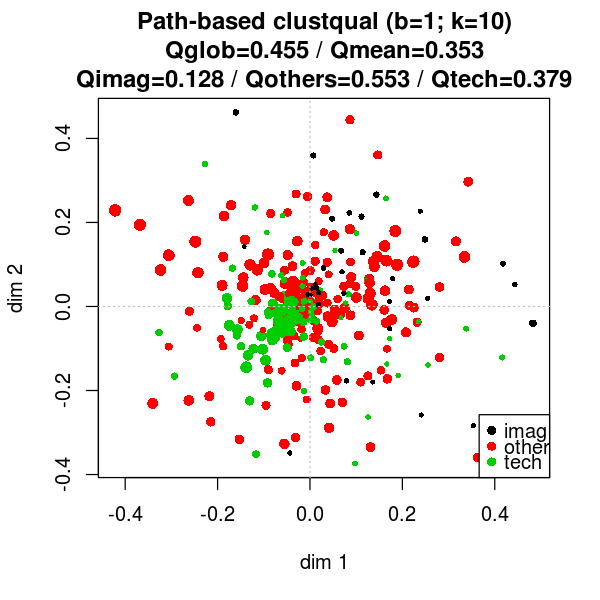 Path-based clustqual (b=1; k=10)
Qglob=0.455 / Qmean=0.353
Qimag=0.128 / Qothers=0.553 / Qtech=0.379
0.4
0.2
0.0
-0.2
-0.4
dim 2
imag
other
tech
-0.4 -0.2 0.0 0.2 0.4
dim 1